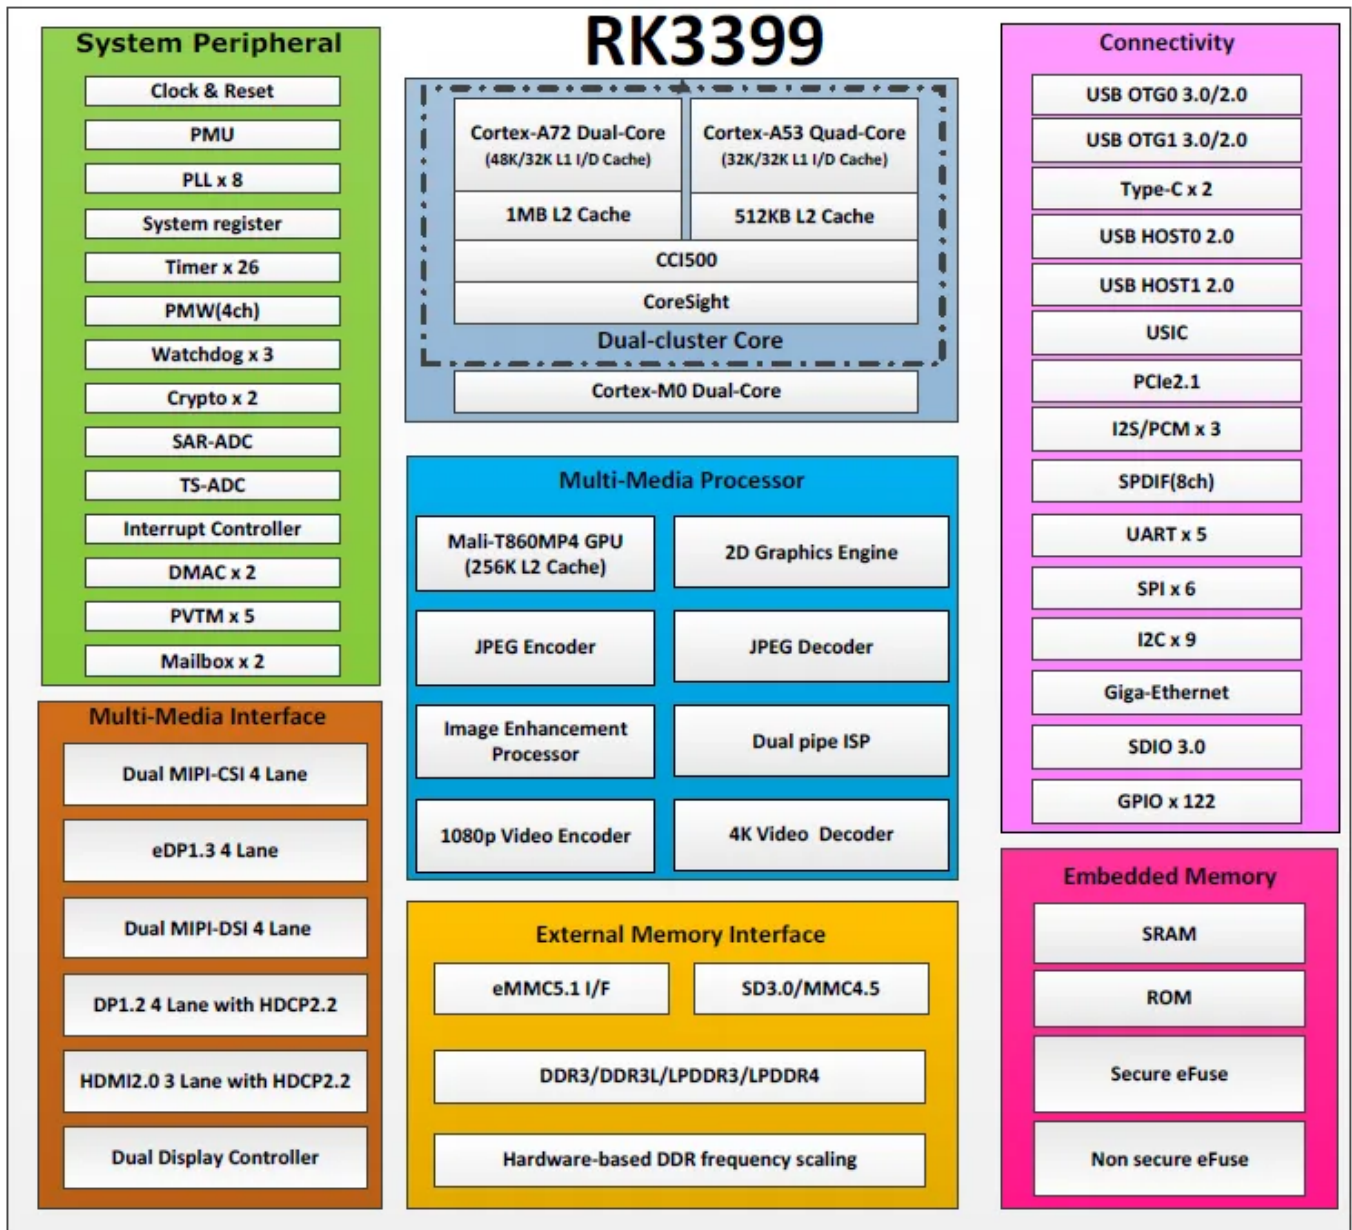 RK3399
System Peripheral
Clock & Reset
PMU
PLL x 8
System register
Timer x 26
PMW(4ch)
Watchdog x 3
Crypto x 2
SAR-ADC
TS-ADC
Interrupt Controller
DMAC x 2
PVTM x 5
Mailbox x 2
Multi-Media Interface
Dual MIPI-CSI 4 Lane
eDP1.3 4 Lane
Dual MIPI-DSI 4 Lane
DP1.2 4 Lane with HDCP2.2
HDMI2.0 3 Lane with HDCP2.2
Dual Display Controller
Cortex-A72 Dual-Core
(48K/32K L1 I/D Cache)
1MB L2 Cache
Cortex-A53 Quad-Core
(32K/32K L1 I/D Cache)
512KB L2 Cache
CCI500
CoreSight
Dual-cluster Core
Cortex-M0 Dual-Core
Multi-Media Processor
Mali-T860MP4 GPU
(256K L2 Cache)
2D Graphics Engine
JPEG Encoder
JPEG Decoder
Image Enhancement
Processor
Dual pipe ISP
1080p Video Encoder
4K Video Decoder
External Memory Interface
eMMC5.1 I/F
SD3.0/MMC4.5
DDR3/DDR3L/LPDDR3/LPDDR4
Hardware-based DDR frequency scaling
Connectivity
USB OTG0 3.0/2.0
USB OTG1 3.0/2.0
Type-C x 2
USB HOST0 2.0
USB HOST1 2.0
USIC
PCIe2.1
I2S/PCM x 3
SPDIF(8ch)
UART x 5
SPI x 6
I2C x 9
Giga-Ethernet
SDIO 3.0
GPIO x 122
Embedded Memory
SRAM
ROM
Secure eFuse
Non secure eFuse